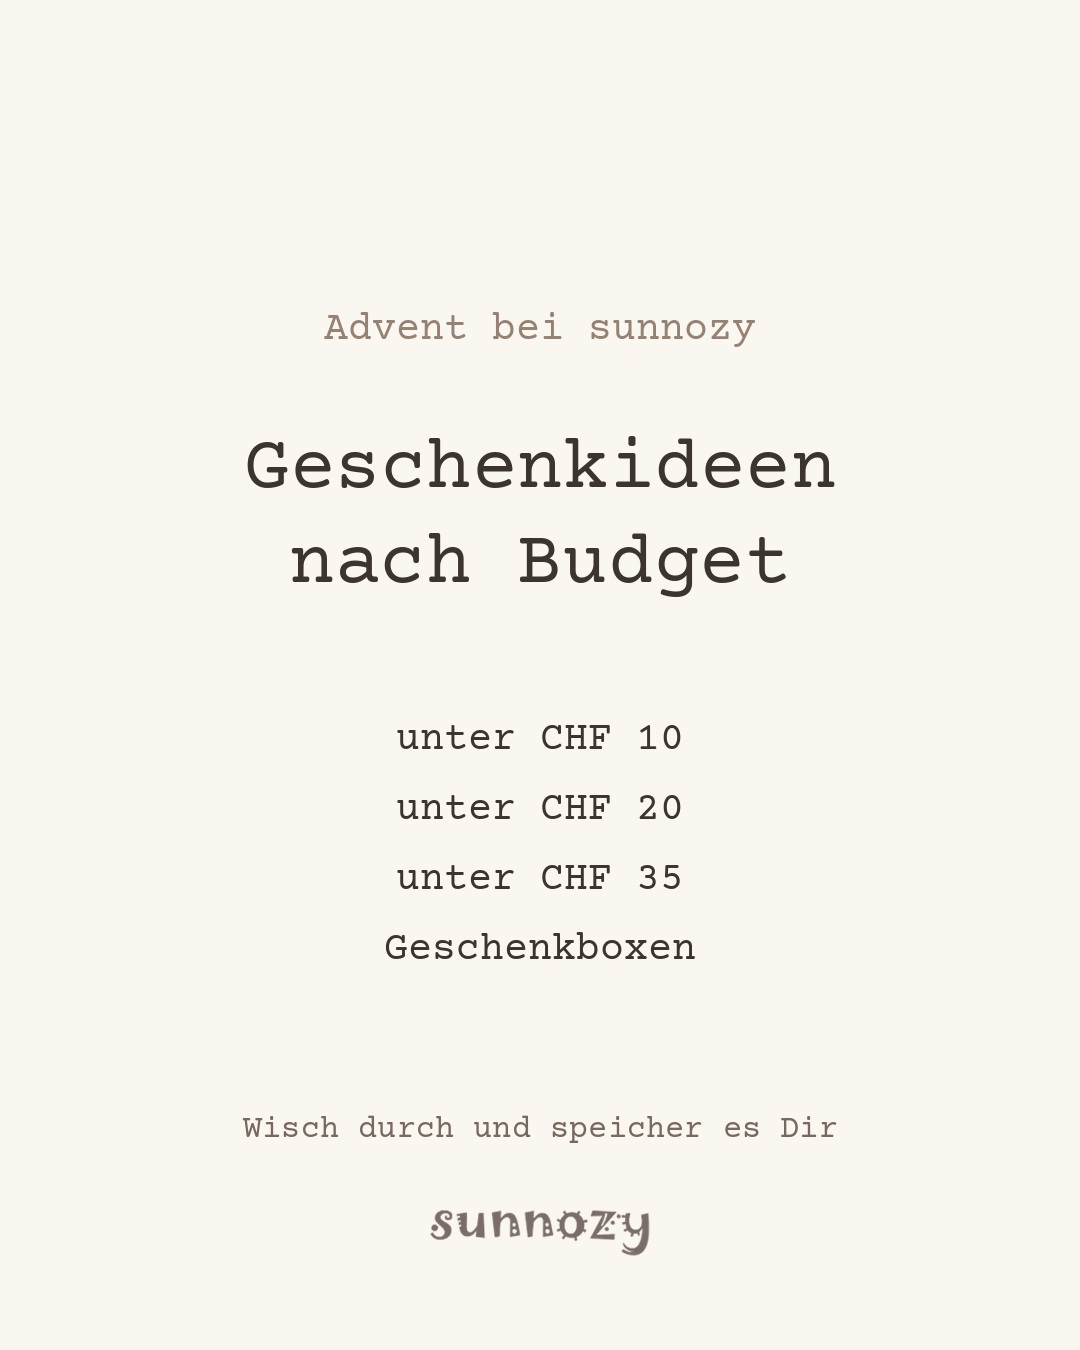 Advent bei sunnozy
Geschenkideen
nach Budget
unter CHF 10
unter CHF 20
unter CHF 35
Geschenkboxen
Wisch durch und speicher es Dir
sunnozy